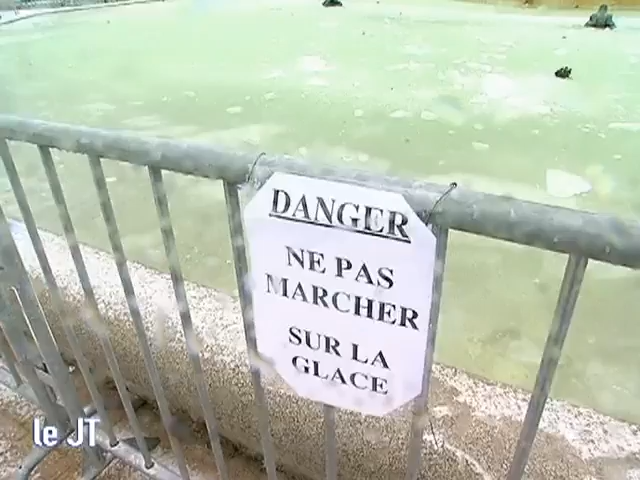 DANGER
NE PAS
MARCHER
SUR LA
GLACE
le JT